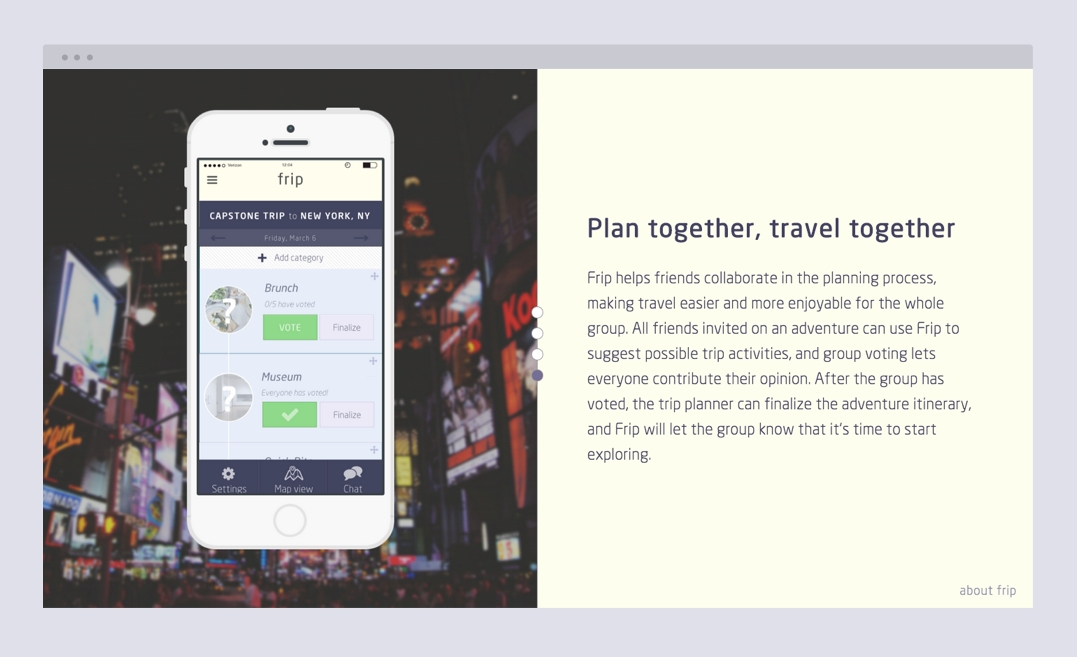 Verizon
13:04
frip
CAPSTONE TRIP to NEW YORK, NY
Friday, March 6
Add category
Brunch
0/5 have voted
VOTE
Finalize
Museum
Everyone has voted!
Finalize
Settings
Map view
Chat
Plan together, travel together
Frip helps friends collaborate in the planning process,
making travel easier and more enjoyable for the whole
group. All friends invited on an adventure can use Frip to
suggest possible trip activities, and group voting lets
everyone contribute their opinion. After the group has
voted, the trip planner can finalize the adventure itinerary,
and Frip will let the group know that it's time to start
exploring.
about frip